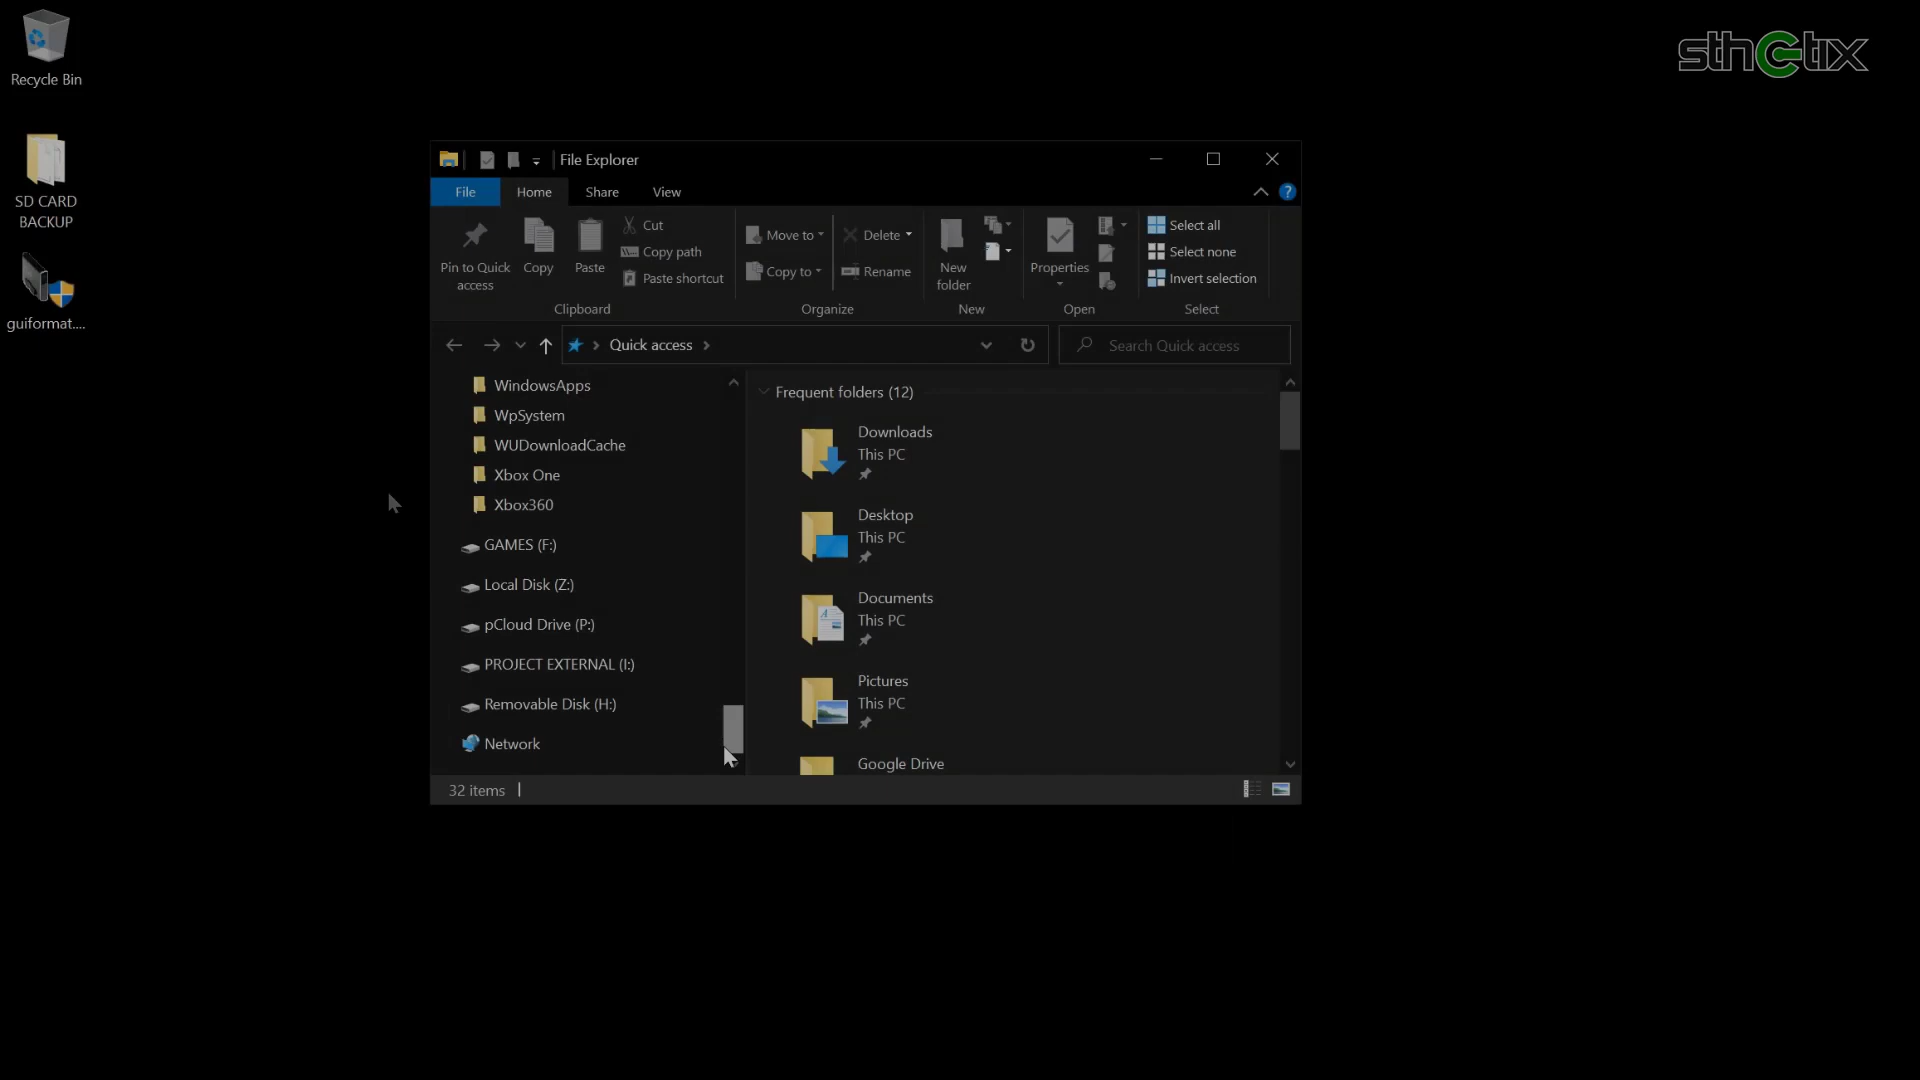 Recycle Bin
SD CARD
BACKUP
guiformat....
sthetix
File Explorer
File
Home
Share
View
Pin to Quick
access
Copy
Paste
Cut
Copy path
Paste shortcut
Clipboard
Move to
Copy to
Delete
Rename
Organize
New
folder
New
Properties
Open
Select all
Select none
Invert selection
Select
Quick access
Search Quick access
WindowsApps
WpSystem
WUDownloadCache
Xbox One
Xbox360
GAMES (F:)
Local Disk (Z:)
pCloud Drive (P:)
PROJECT EXTERNAL (I:)
Removable Disk (H:)
Network
Frequent folders (12)
Downloads
This PC
Desktop
This PC
Documents
This PC
Pictures
This PC
Google Drive
32 items